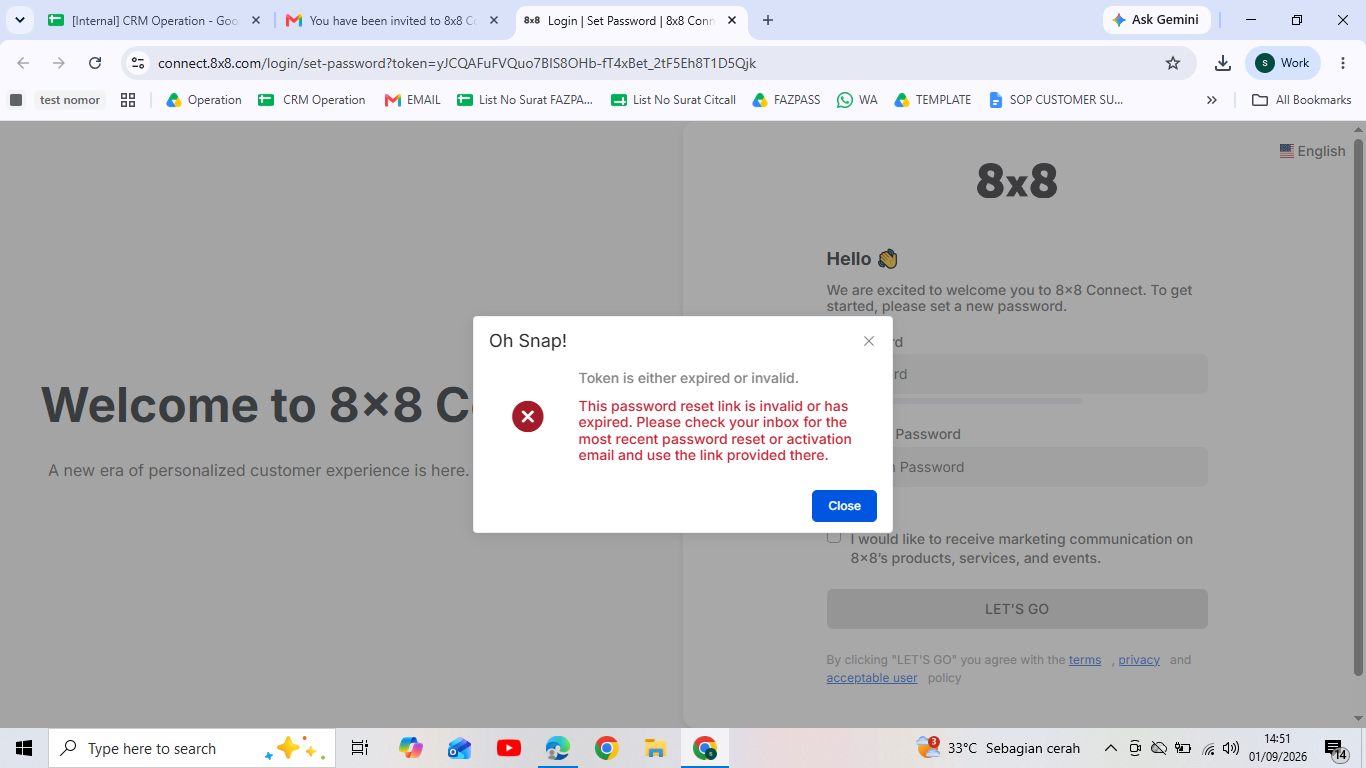 [Internal] CRM Operation - Goo
You have been invited to 8x8 Co
8x8 Login | Set Password | 8x8 Conn
Ask Gemini
connect.8x8.com/login/set-password?token=yJCQAFuFVQuo7BIS8OHb-fT4xBet_2tF5Eh8T1D5Qjk
S Work
test nomor
Operation
CRM Operation
EMAIL
List No Surat FAZPA...
List No Surat Citcall
FAZPASS
WA
TEMPLATE
SOP CUSTOMER SU...
All Bookmarks
English
8x8
Hello
We are excited to welcome you to 8×8 Connect. To get
started, please set a new password.
Oh Snap!
Token is either expired or invalid.
This password reset link is invalid or has
expired. Please check your inbox for the
most recent password reset or activation
email and use the link provided there.
Close
Welcome to 8×8 C
A new era of personalized customer experience is here.
Password
Password
I would like to receive marketing communication on
8×8's products, services, and events.
LET'S GO
By clicking "LET'S GO" you agree with the terms , privacy and
acceptable user policy
Type here to search
3
33°C Sebagian cerah
14:51
01/09/2026
14